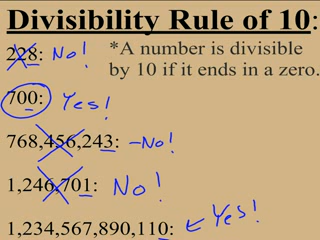 Divisibility Rule of 10:
228: No!
*A number is divisible
by 10 if it ends in a zero.
700: Yes!
768,456,243: -No!
1,246,701: No!
1,234,567,890,110: ← Yes!